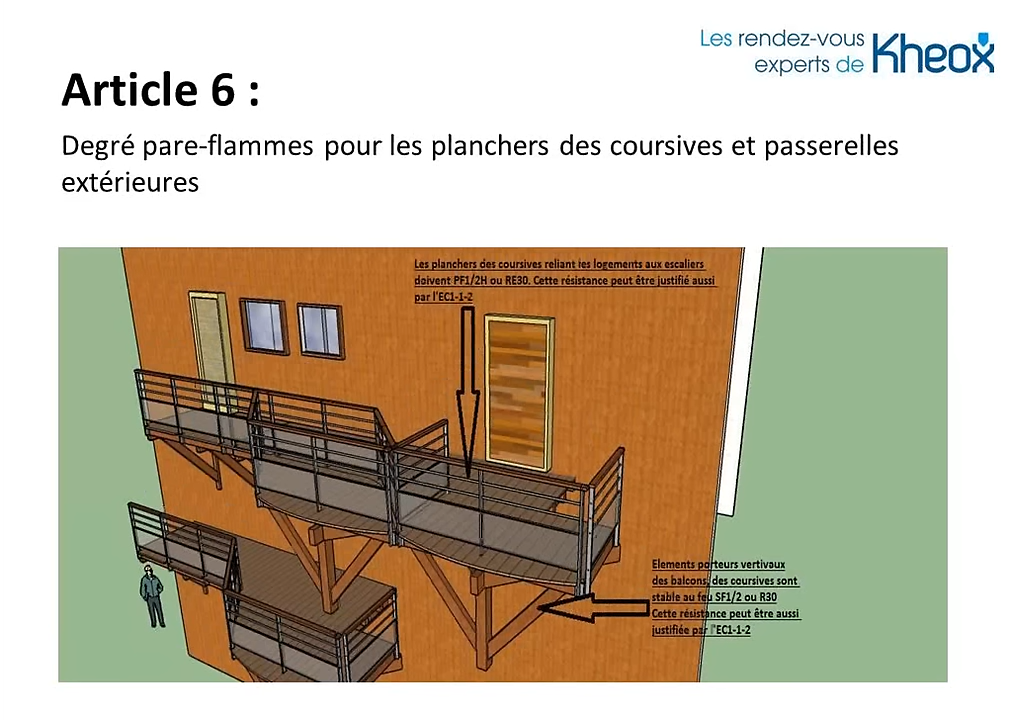 Les rendez-vous
experts de Kheox
Article 6 :
Degré pare-flammes pour les planchers des coursives et passerelles
extérieures
Les planchers des coursives reliant les logements aux escaliers
doivent PF1/2H ou RE30. Cette résistance peut être justifié aussi
par l'EC1-1-2
Elements porteurs vertivaux
des balcons, des coursives sont
stable au feu SF1/2 ou R30
Cette résistance peut être aussi
justifiée par l'EC1-1-2